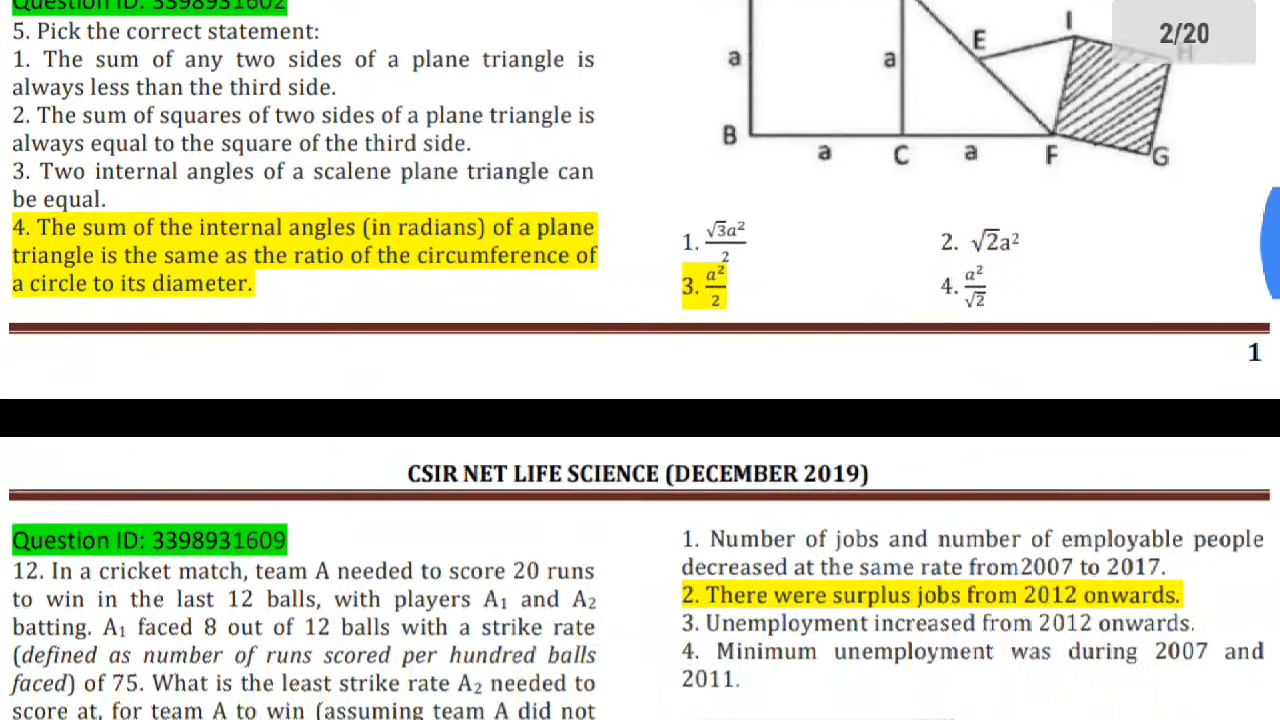 Question ID: 3398931602
5. Pick the correct statement:
1. The sum of any two sides of a plane triangle is
always less than the third side.
2. The sum of squares of two sides of a plane triangle is
always equal to the square of the third side.
3. Two internal angles of a scalene plane triangle can
be equal.
4. The sum of the internal angles (in radians) of a plane
triangle is the same as the ratio of the circumference of
a circle to its diameter.
a
a
E
I
H
2/20
B
a
C
a
F
G
1. √3a²/2
2. √2a²
3. a²/2
4. a²/√2
1
CSIR NET LIFE SCIENCE (DECEMBER 2019)
Question ID: 3398931609
12. In a cricket match, team A needed to score 20 runs
to win in the last 12 balls, with players A₁ and A₂
batting. A₁ faced 8 out of 12 balls with a strike rate
(defined as number of runs scored per hundred balls
faced) of 75. What is the least strike rate A₂ needed to
score at, for team A to win (assuming team A did not
1. Number of jobs and number of employable people
decreased at the same rate from2007 to 2017.
2. There were surplus jobs from 2012 onwards.
3. Unemployment increased from 2012 onwards.
4. Minimum unemployment was during 2007 and
2011.